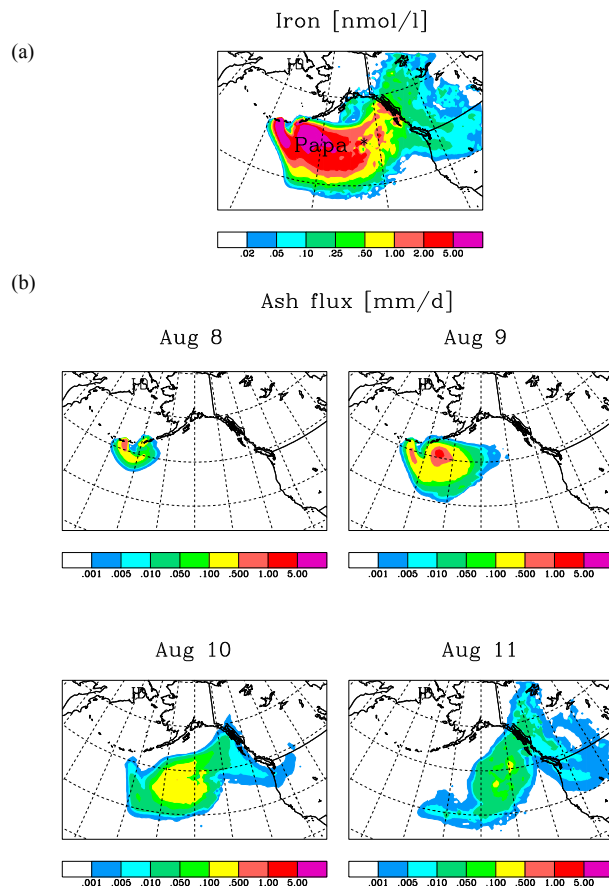 Iron [nmol/l]
(a)
Papa *
.02 .05 .10 .25 .50 1.00 2.00 5.00
(b)
Ash flux [mm/d]
Aug 8 Aug 9
.001 .005 .010 .050 .100 .500 1.00 5.00 .001 .005 .010 .050 .100 .500 1.00 5.00
Aug 10 Aug 11
.001 .005 .010 .050 .100 .500 1.00 5.00 .001 .005 .010 .050 .100 .500 1.00 5.00